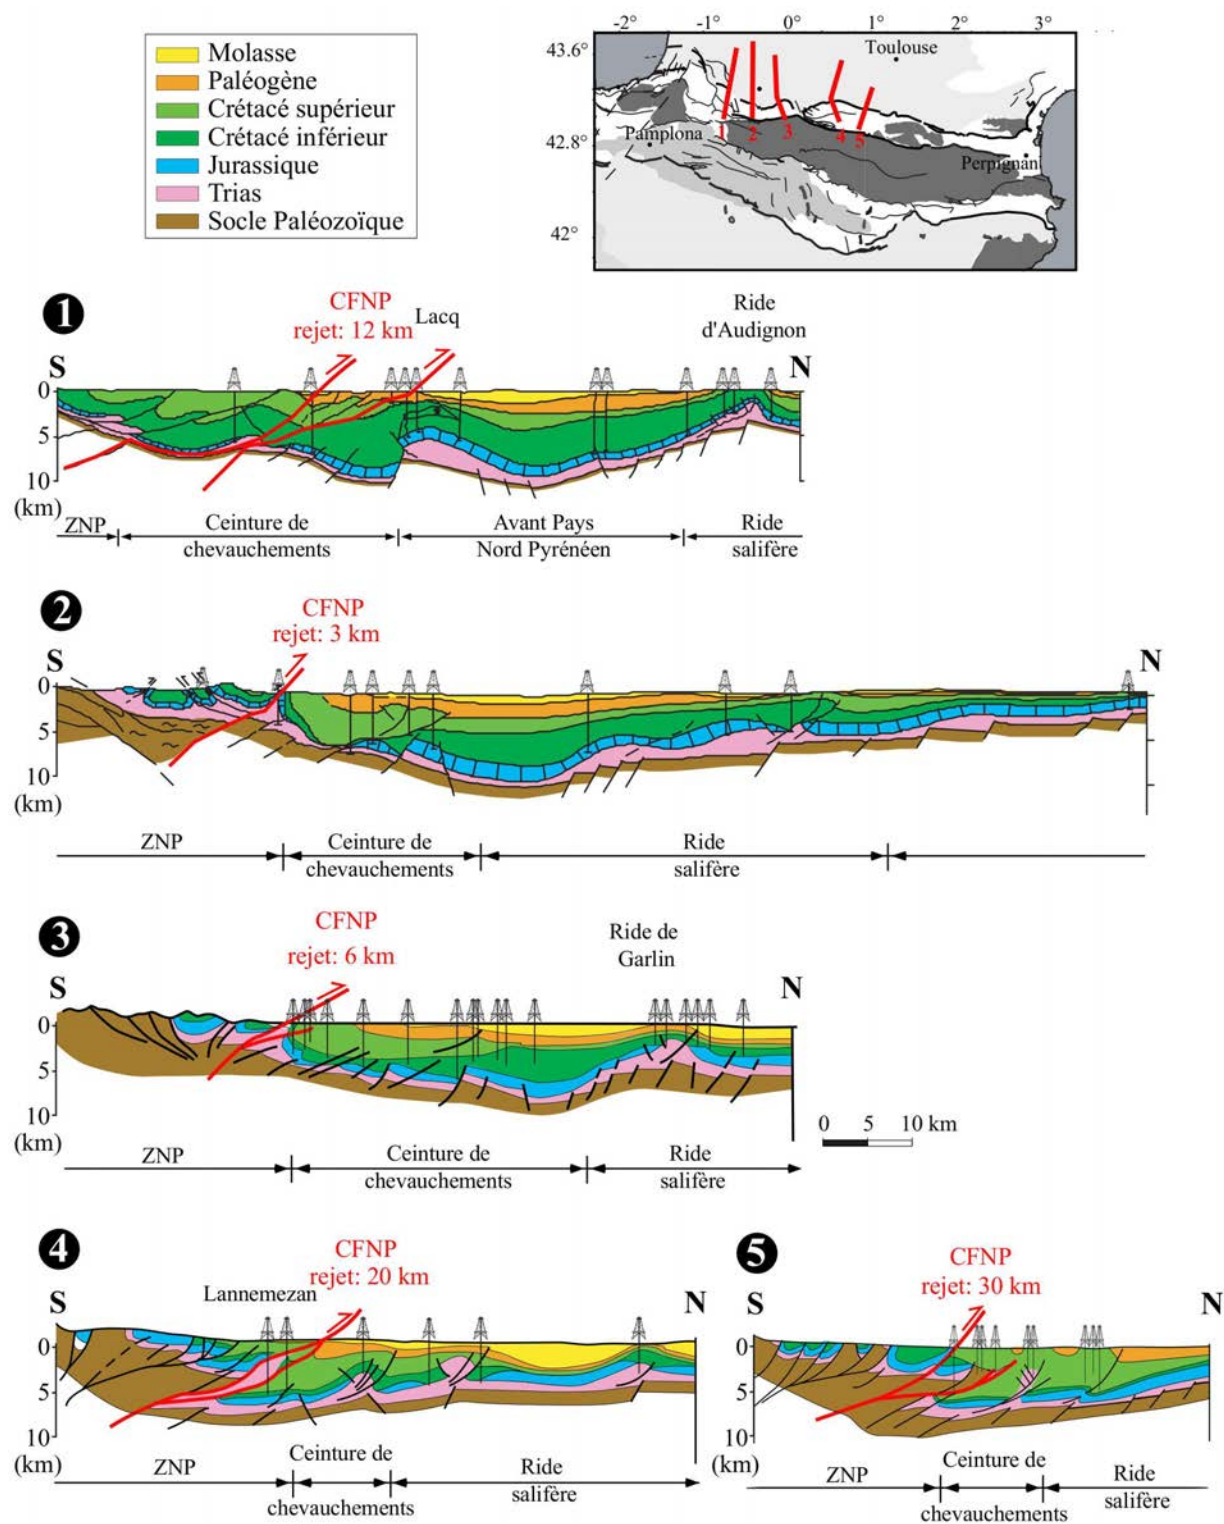 Molasse
Paléogène
Crétacé supérieur
Crétacé inférieur
Jurassique
Trias
Socle Paléozoïque
-2° -1° 0° 1° 2° 3°
43.6°
42.8°
42°
Toulouse
Pamplona
Perpignan
1 2 3 4 5
1
CFNP
rejet: 12 km
Lacq
Ride
d'Audignon
S N
0
5
10
(km)
ZNP
Ceinture de
chevauchements
Avant Pays
Nord Pyrénéen
Ride
salifère
2
CFNP
rejet: 3 km
S N
0
5
10
(km)
ZNP
Ceinture de
chevauchements
Ride
salifère
3
CFNP
rejet: 6 km
Ride de
Garlin
S N
0
5
10
(km)
0 5 10 km
ZNP
Ceinture de
chevauchements
Ride
salifère
4
CFNP
rejet: 20 km
Lannemezan
S N
0
5
10
(km)
ZNP
Ceinture de
chevauchements
Ride
salifère
5
CFNP
rejet: 30 km
S N
0
5
10
(km)
ZNP
Ceinture de
chevauchements
Ride
salifère